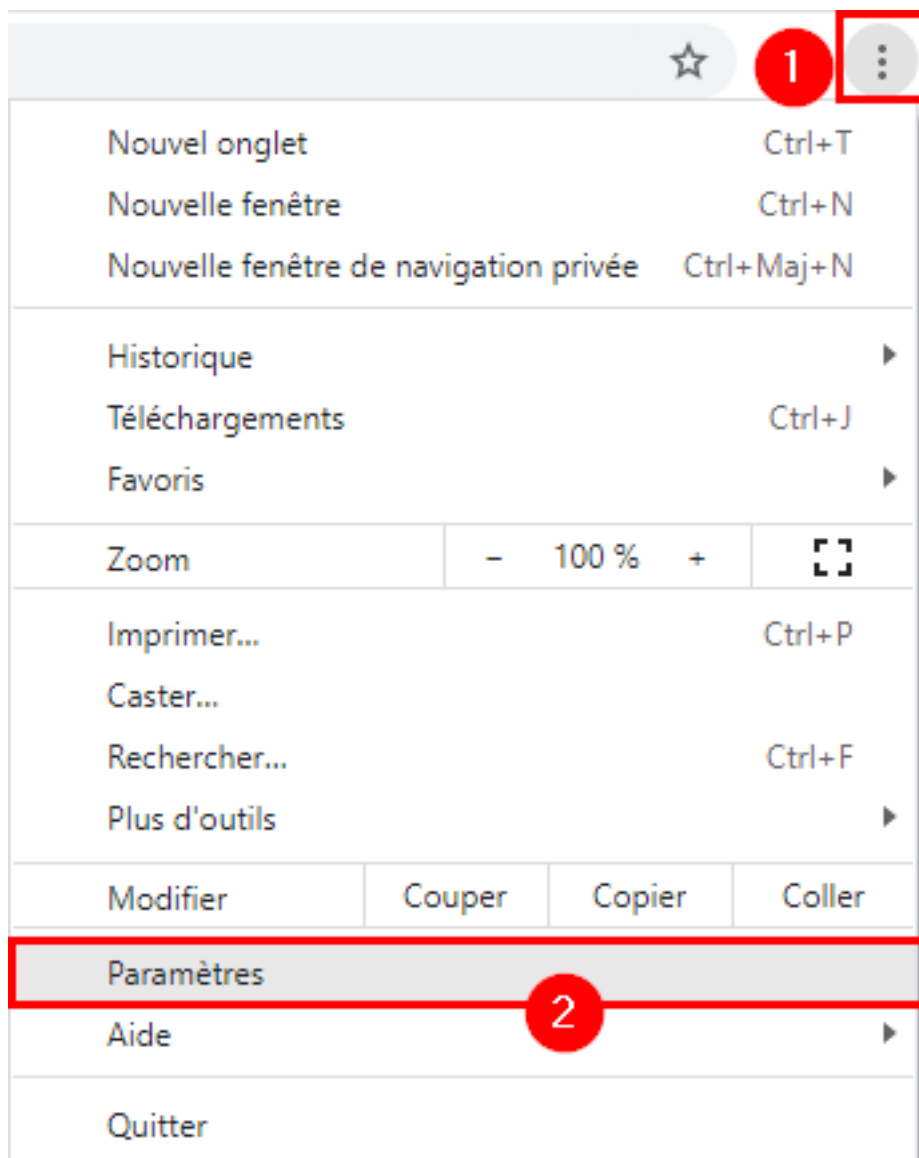 1
Nouvel onglet Ctrl+T
Nouvelle fenêtre Ctrl+N
Nouvelle fenêtre de navigation privée Ctrl+Maj+N
Historique
Téléchargements Ctrl+J
Favoris
Zoom - 100 % +
Imprimer... Ctrl+P
Caster...
Rechercher... Ctrl+F
Plus d'outils
Modifier Couper Copier Coller
Paramètres
2
Aide
Quitter